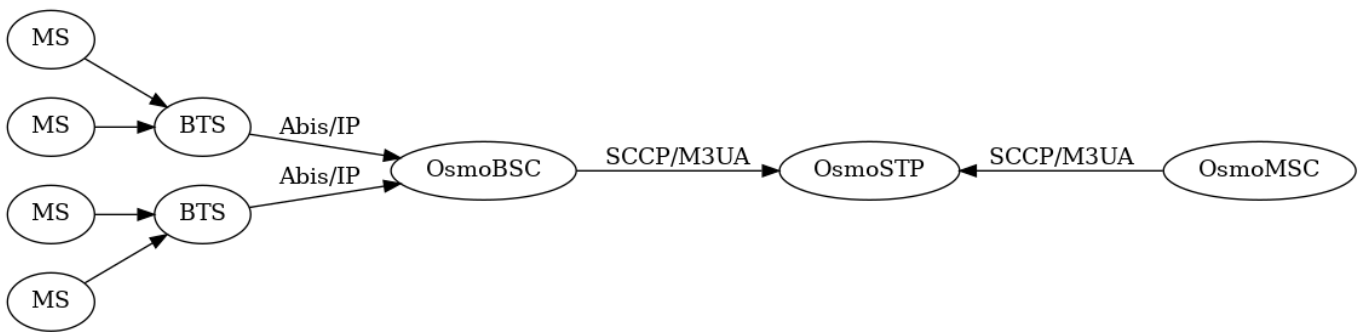 MS
MS
BTS
Abis/IP
OsmoBSC
SCCP/M3UA
OsmoSTP
SCCP/M3UA
OsmoMSC
Abis/IP
MS
BTS
MS